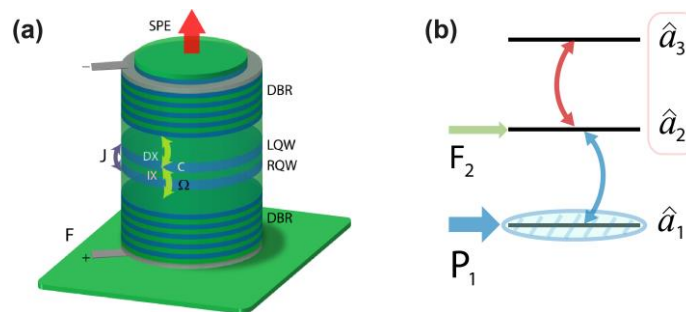 (a)
SPE
−
DBR
J
DX
LQW
C
RQW
IX
Ω
F
DBR
+
(b)
â₃
F₂
â₂
P₁
â₁